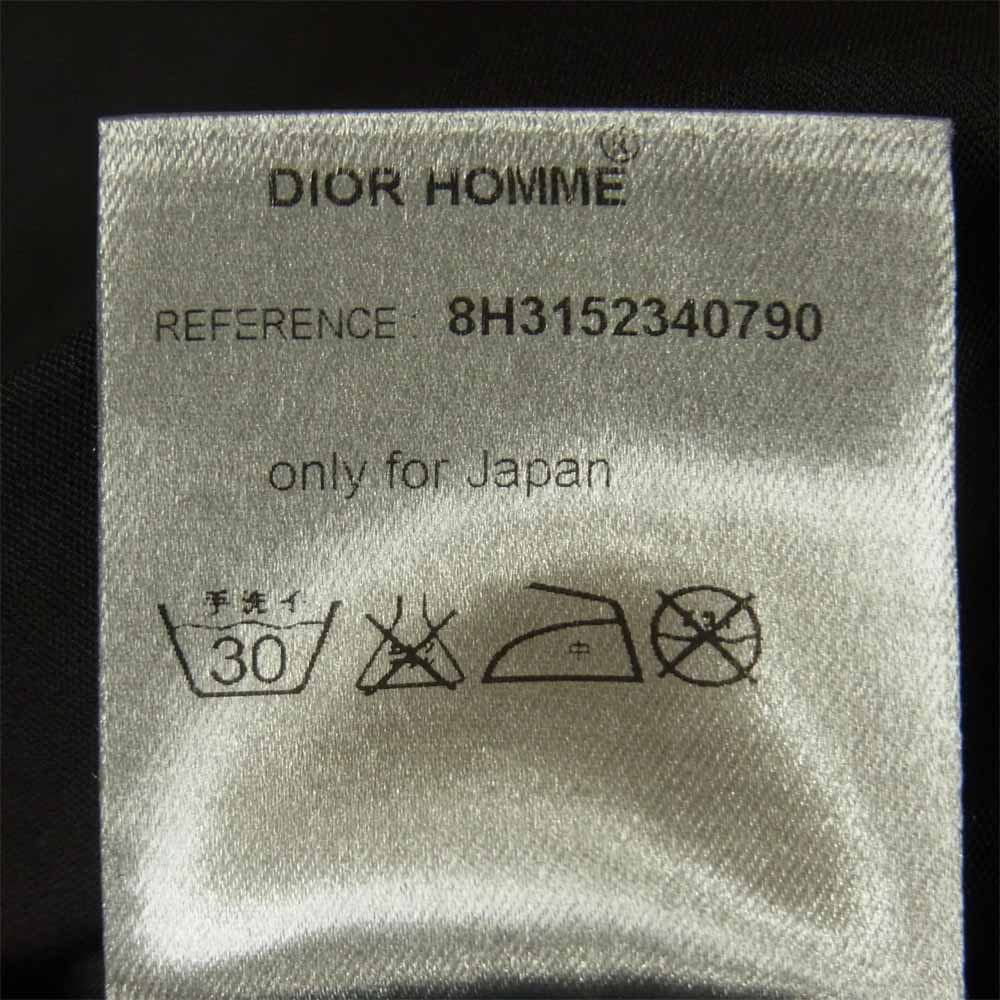 DIOR HOMME®
REFERENCE : 8H3152340790
only for Japan
手洗イ
30
中